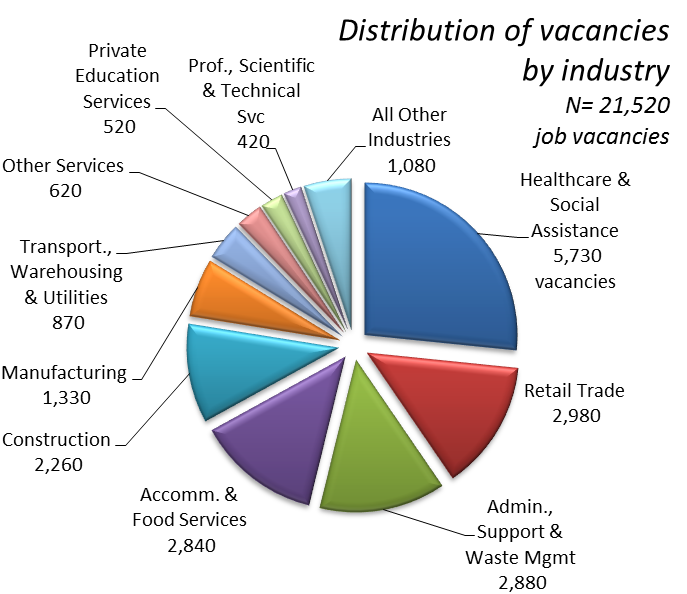 Distribution of vacancies
by industry
N= 21,520
job vacancies
Private
Education
Services
520
Prof., Scientific
& Technical
Svc
420
All Other
Industries
1,080
Healthcare &
Social
Assistance
5,730
vacancies
Other Services
620
Transport.,
Warehousing
& Utilities
870
Manufacturing
1,330
Construction
2,260
Retail Trade
2,980
Accomm. &
Food Services
2,840
Admin.,
Support &
Waste Mgmt
2,880